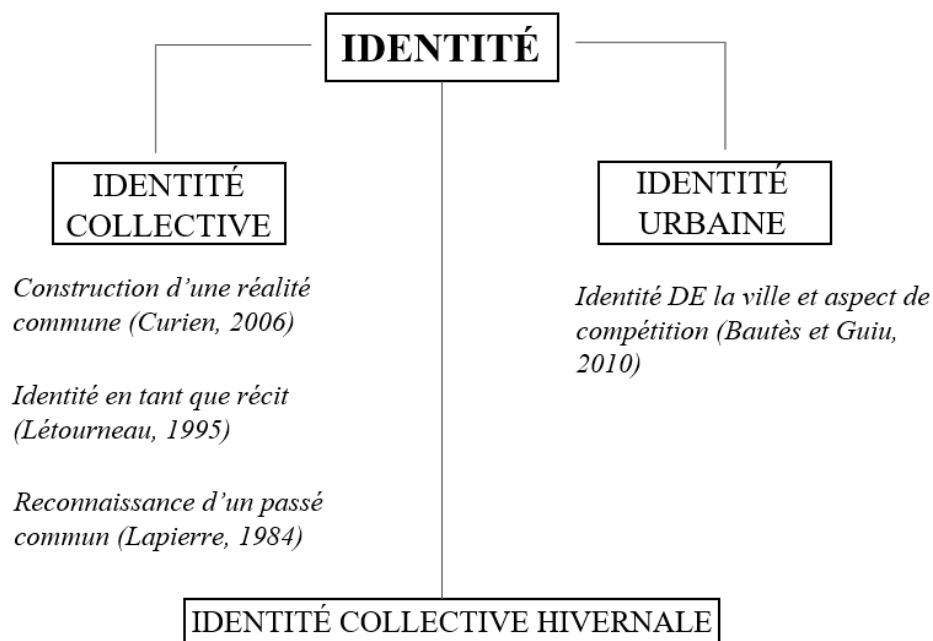 IDENTITÉ
IDENTITÉ
COLLECTIVE
Construction d’une réalité
commune (Curien, 2006)
Identité en tant que récit
(Létourneau, 1995)
Reconnaissance d’un passé
commun (Lapierre, 1984)
IDENTITÉ
URBAINE
Identité DE la ville et aspect de
compétition (Bautès et Guiu,
2010)
IDENTITÉ COLLECTIVE HIVERNALE